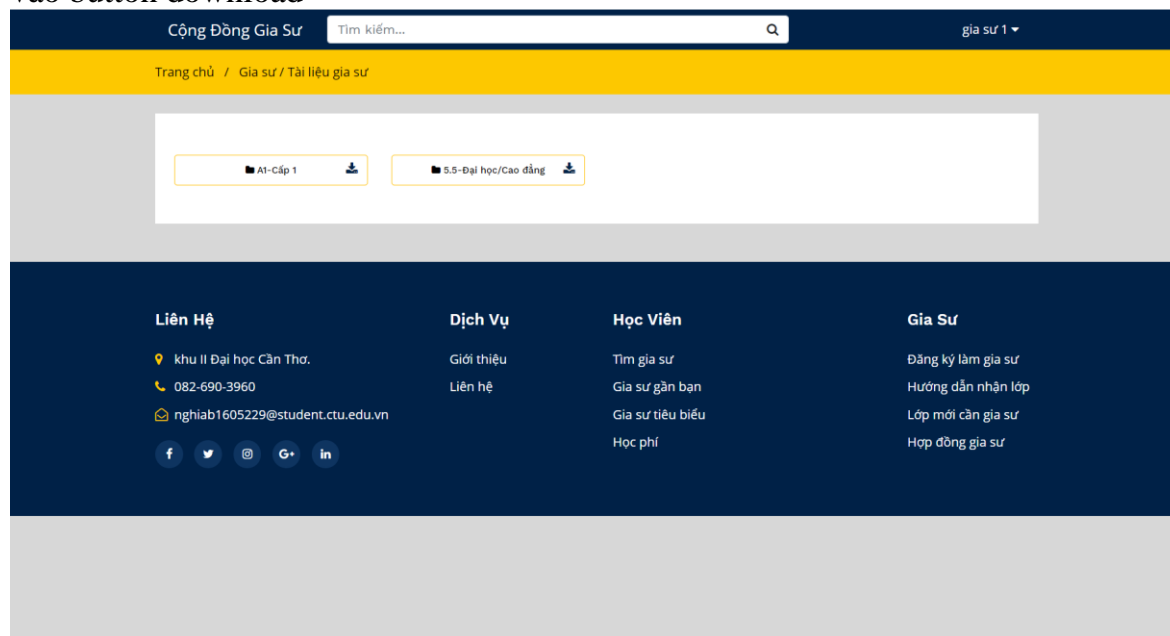 vào button download
Cộng Đồng Gia Sư Tìm kiếm... gia sư 1
Trang chủ / Gia sư / Tài liệu gia sư
A1-Cấp 1 5.5-Đại học/Cao đẳng
Liên Hệ Dịch Vụ Học Viên Gia Sư
khu II Đại học Cần Thơ. Giới thiệu Tìm gia sư Đăng ký làm gia sư
082-690-3960 Liên hệ Gia sư gần bạn Hướng dẫn nhận lớp
nghiab1605229@student.ctu.edu.vn Gia sư tiêu biểu Lớp mới cần gia sư
Học phí Hợp đồng gia sư